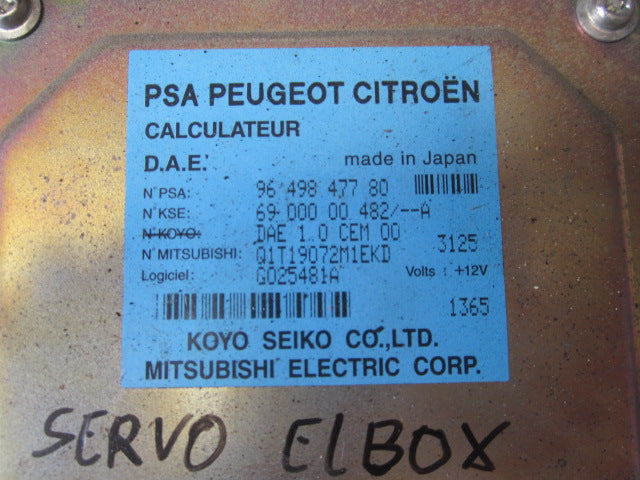 PSA PEUGEOT CITROËN
CALCULATEUR
D.A.E. made in Japan
N° PSA: 96 498 477 80
N° KSE: 69 000 00 482/--A
N° KOYO: DAE 1.0 CEM 00
N° MITSUBISHI: Q1T19072M1EKD 3125
Logiciel: G025481A Volts : +12V
1365
KOYO SEIKO CO.,LTD.
MITSUBISHI ELECTRIC CORP.
SERVO ELBOX